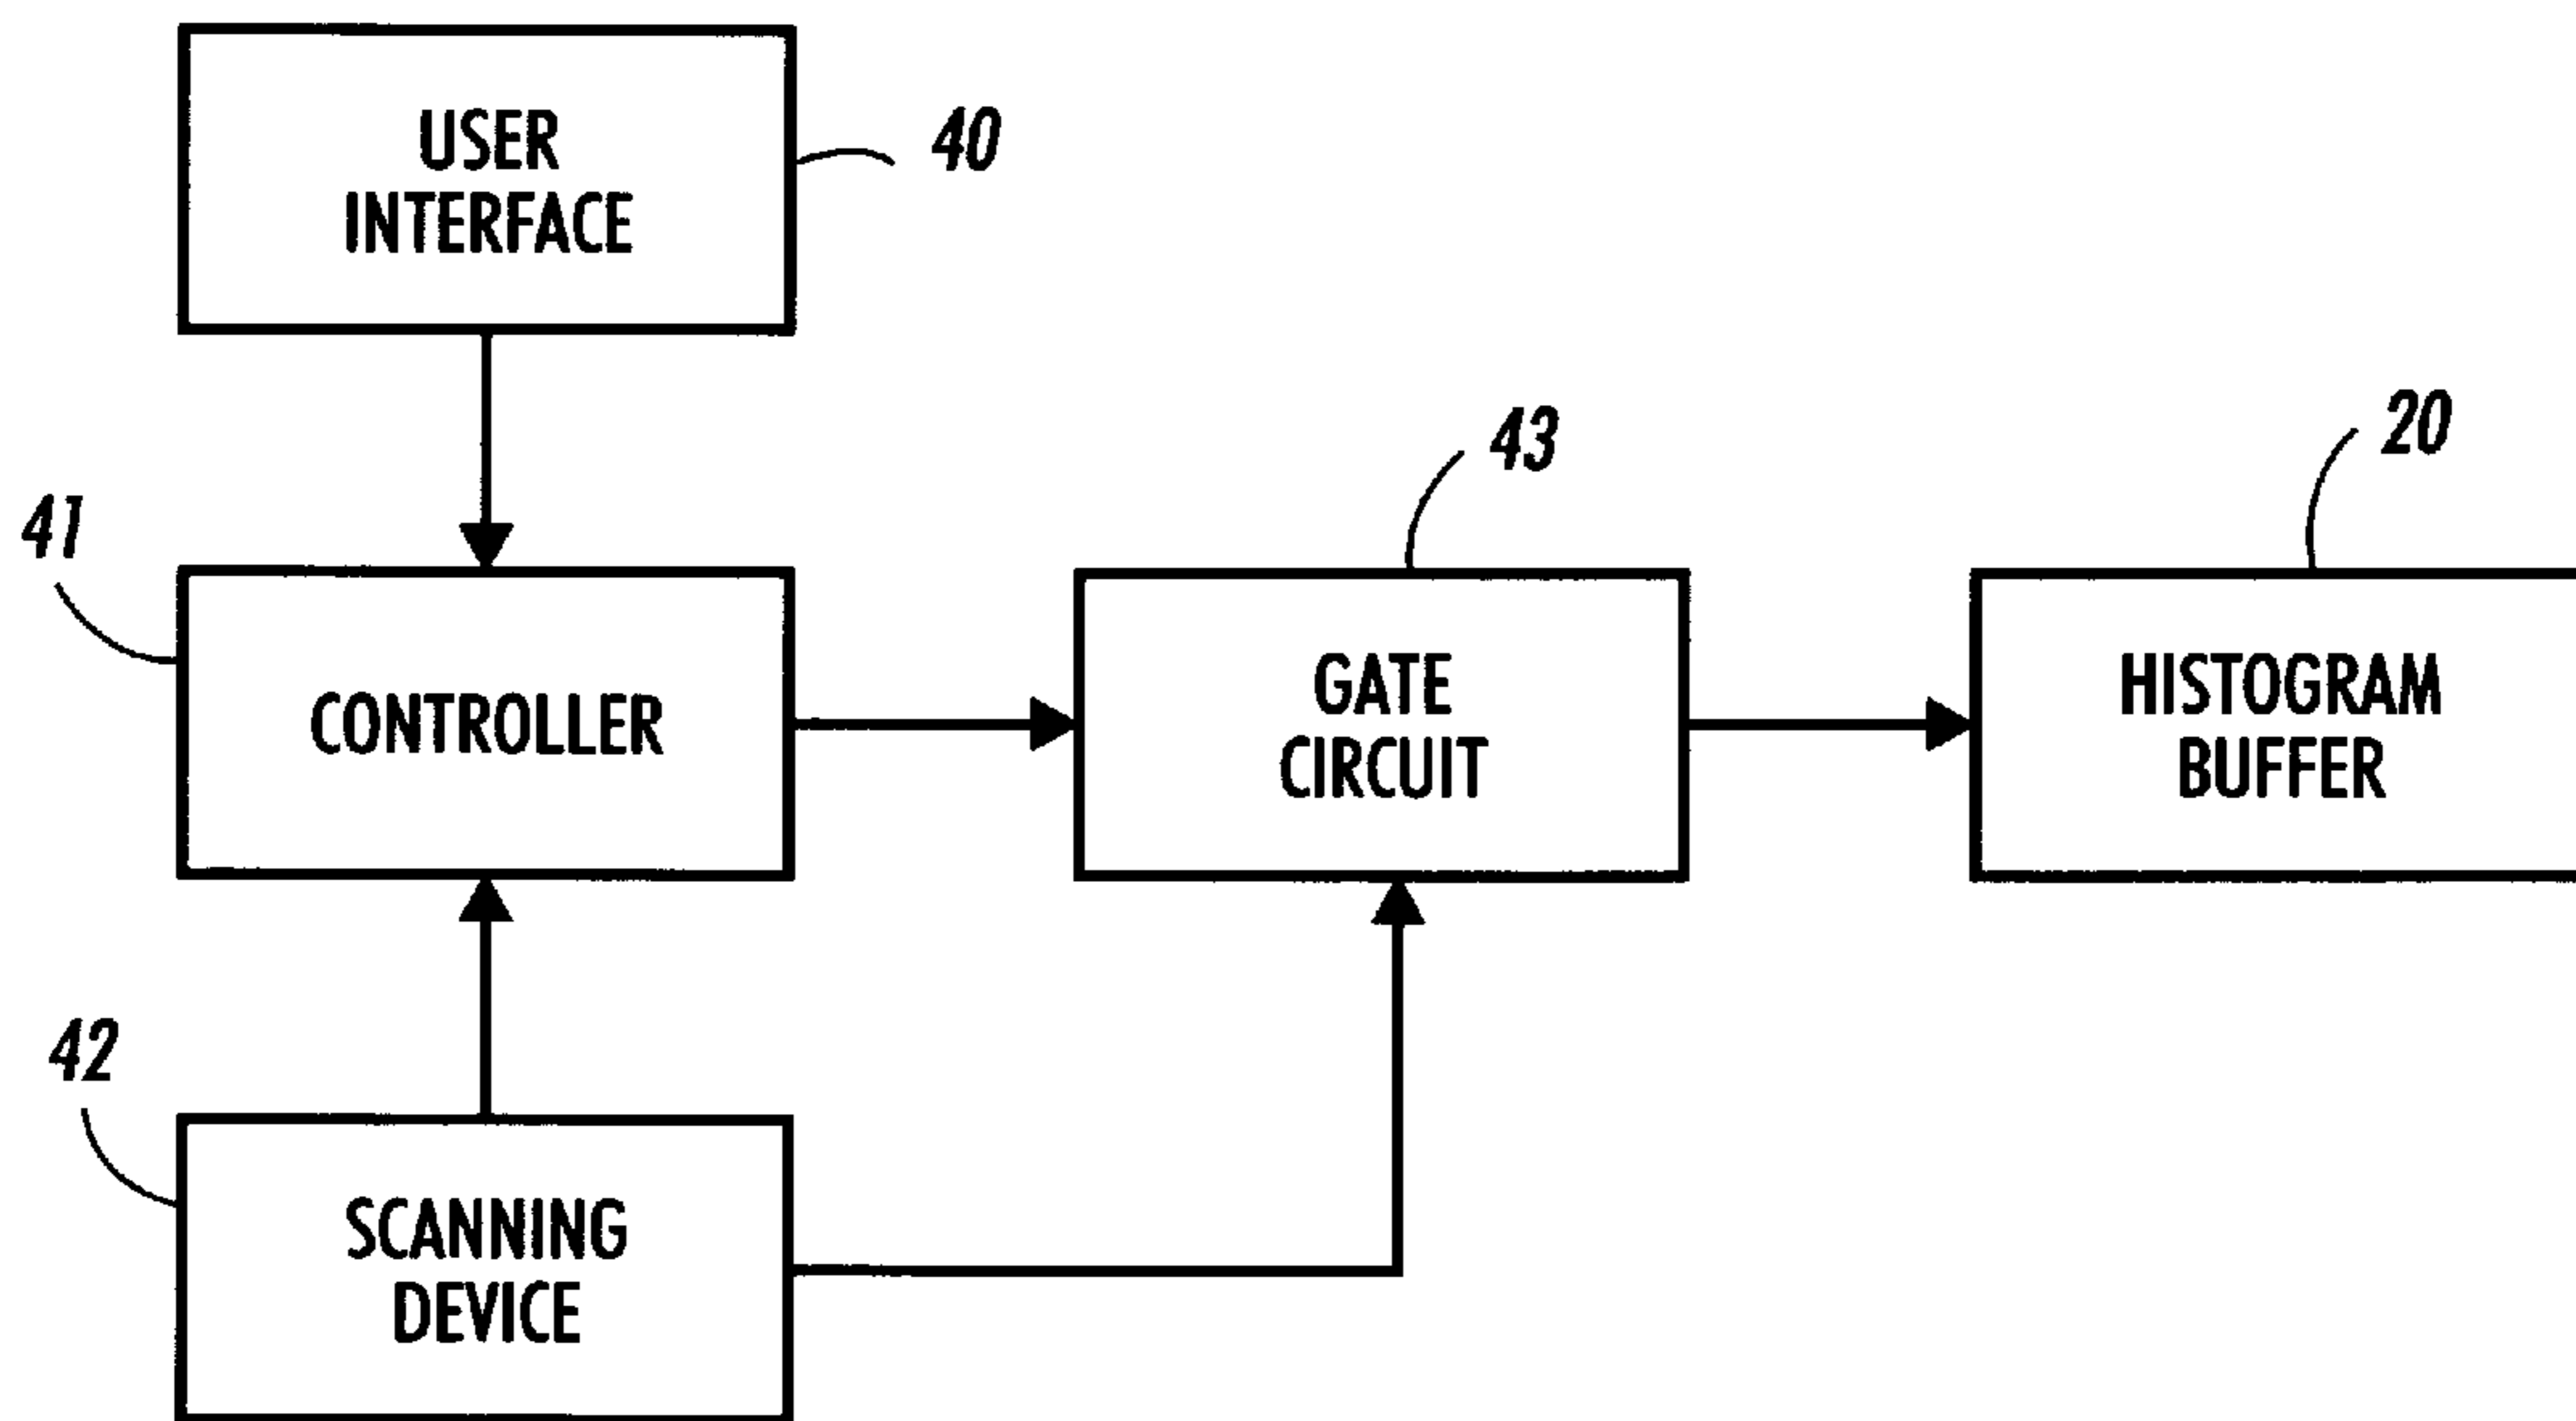 USER
INTERFACE
40
41
CONTROLLER
43
GATE
CIRCUIT
20
HISTOGRAM
BUFFER
42
SCANNING
DEVICE